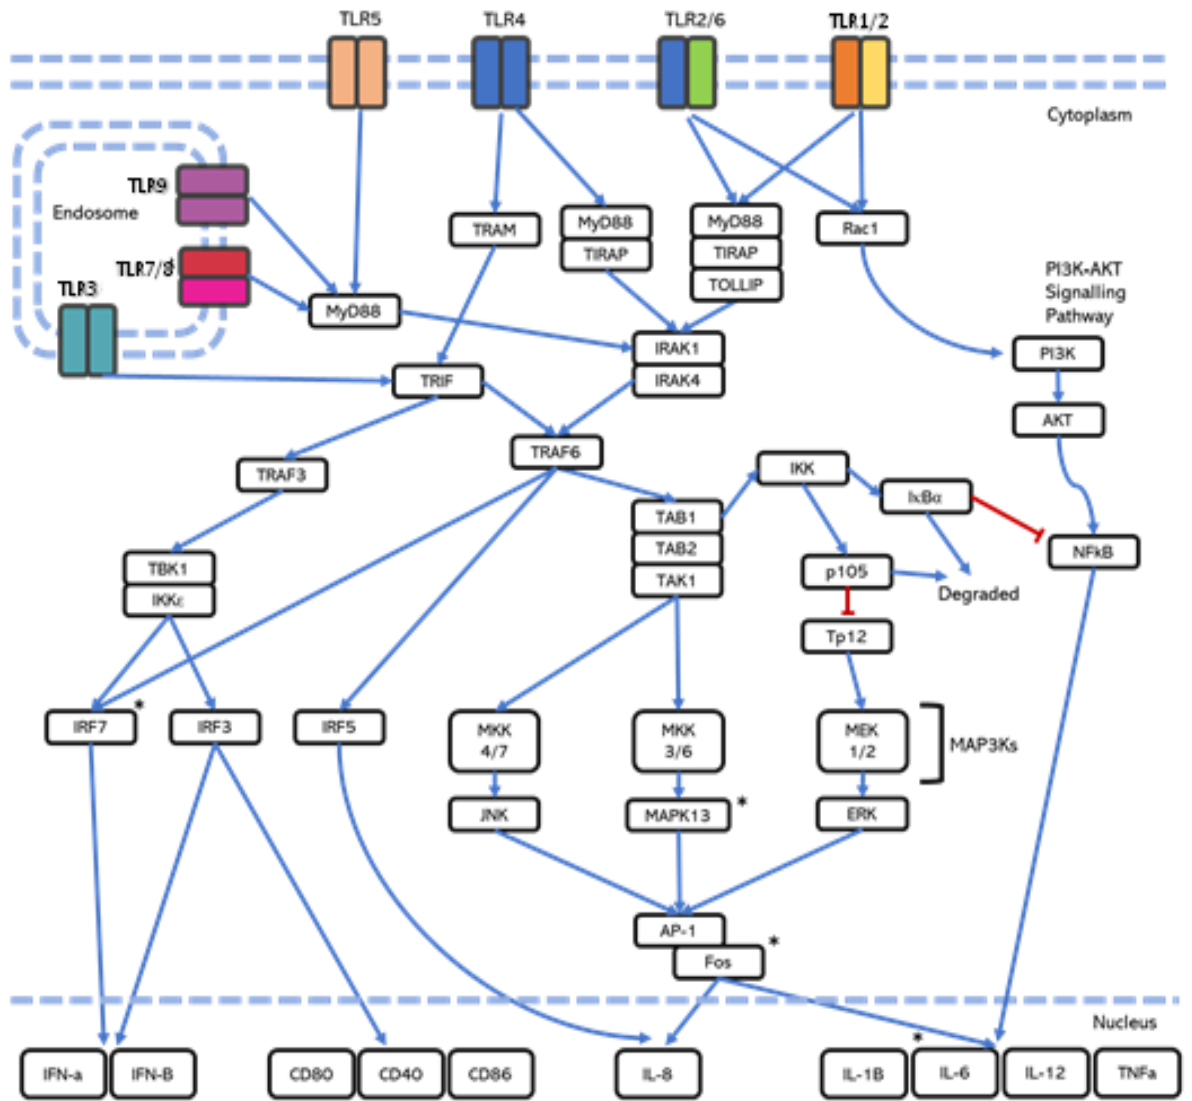 TLR5
TLR4
TLR2/6
TLR1/2
Cytoplasm
TLR9
Endosome
TLR7/8
TLR3
TRAM
MyD88
TIRAP
MyD88
TIRAP
TOLLIP
Rac1
PI3K-AKT
Signalling
Pathway
MyD88
IRAK1
IRAK4
PI3K
TRIF
AKT
TRAF6
TRAF3
IKK
IκBα
TAB1
TAB2
TAK1
NFkB
p105
Degraded
TBK1
IKKε
Tp12
IRF7 *
IRF3
IRF5
MKK
4/7
MKK
3/6
MEK
1/2
MAP3Ks
JNK
MAPK13 *
ERK
AP-1
Fos *
Nucleus
IFN-a
IFN-B
CD80
CD40
CD86
IL-8
IL-1B
* IL-6
IL-12
TNFa